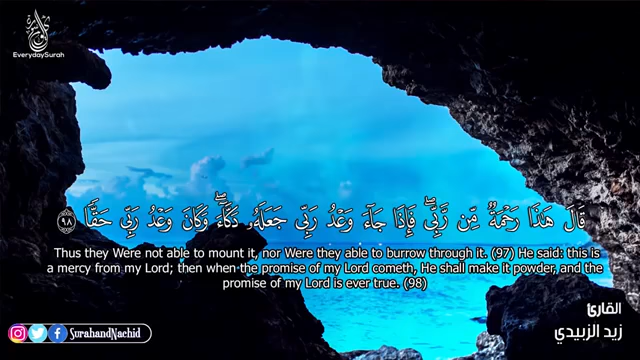 EverydaySurah
قَالَ هَٰذَا رَحْمَةٌ مِّن رَّبِّي ۖ فَإِذَا جَاءَ وَعْدُ رَبِّي جَعَلَهُ دَكَّاءَ ۖ وَكَانَ وَعْدُ رَبِّي حَقًّا ٩٨
Thus they Were not able to mount it, nor Were they able to burrow through it. (97) He said: this is
a mercy from my Lord; then when the promise of my Lord cometh, He shall make it powder, and the
promise of my Lord is ever true. (98)
القارئ
زيد الزبيدي
SurahandNachid